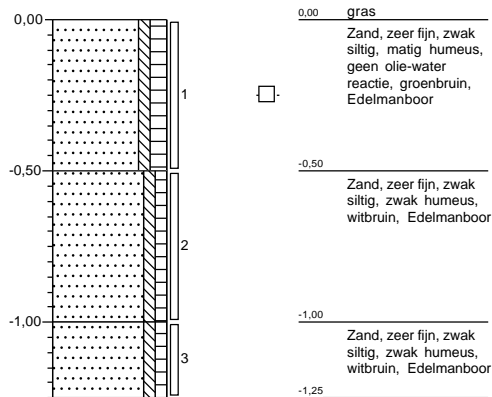 0,00
1
-0,50
2
-1,00
3
0,00 gras
Zand, zeer fijn, zwak
siltig, matig humeus,
geen olie-water
reactie, groenbruin,
Edelmanboor
-0,50
Zand, zeer fijn, zwak
siltig, zwak humeus,
witbruin, Edelmanboor
-1,00
Zand, zeer fijn, zwak
siltig, zwak humeus,
witbruin, Edelmanboor
-1,25